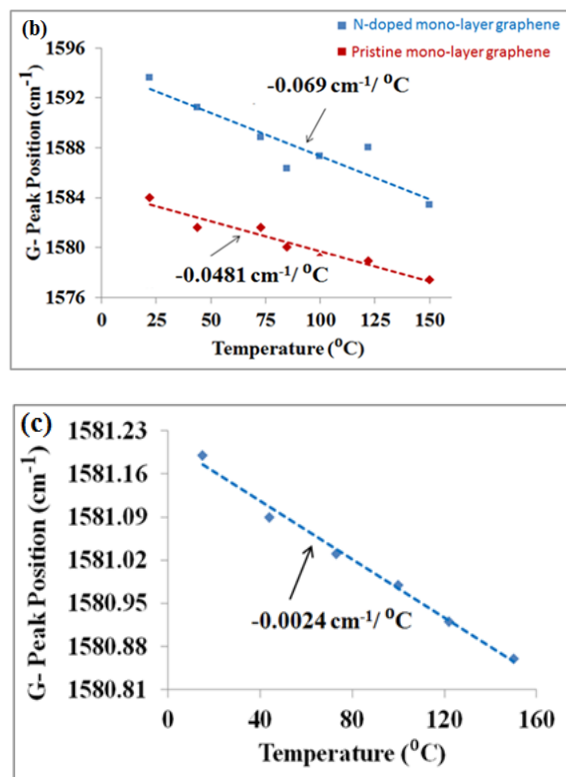 (b)
N-doped mono-layer graphene
Pristine mono-layer graphene
1596
1592
1588
1584
1580
1576
G- Peak Position (cm⁻¹)
-0.069 cm⁻¹/ ⁰C
-0.0481 cm⁻¹/ ⁰C
0 25 50 75 100 125 150
Temperature (⁰C)
(c)
1581.23
1581.16
1581.09
1581.02
1580.95
1580.88
1580.81
G- Peak Position (cm⁻¹)
-0.0024 cm⁻¹/ ⁰C
0 40 80 120 160
Temperature (⁰C)